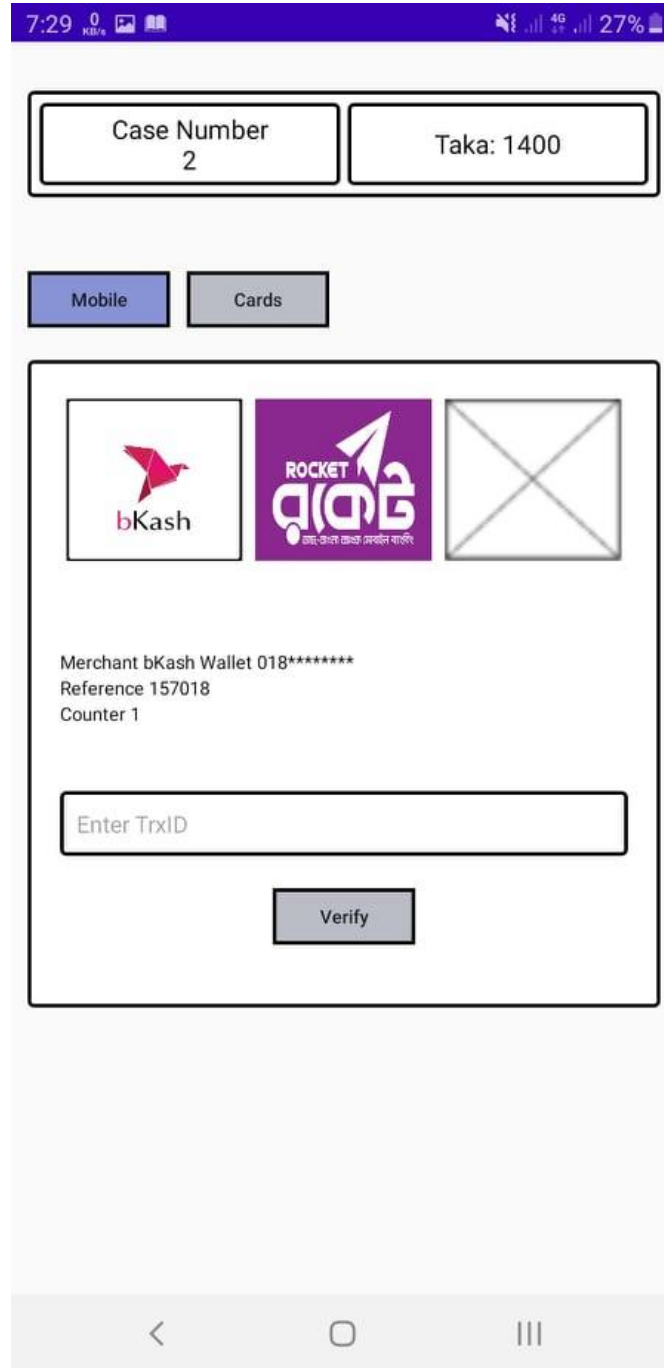 7:29 0 KB/s 4G 27%
Case Number
2
Taka: 1400
Mobile Cards
bKash
ROCKET
রকেট
Merchant bKash Wallet 018********
Reference 157018
Counter 1
Enter TrxID
Verify